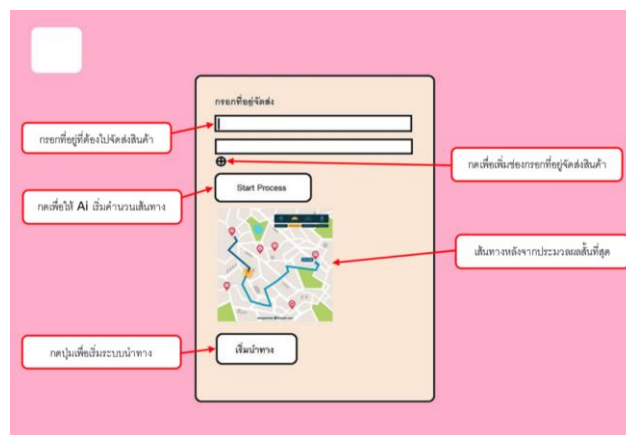 กรอกที่อยู่จัดส่ง
กรอกที่อยู่ที่ต้องไปจัดส่งสินค้า
กดเพื่อเพิ่มช่องกรอกที่อยู่จัดส่งสินค้า
Start Process
กดเพื่อให้ Ai เริ่มคำนวนเส้นทาง
เส้นทางหลังจากประมวลผลสั้นที่สุด
กดปุ่มเพื่อเริ่มระบบนำทาง
เริ่มนำทาง